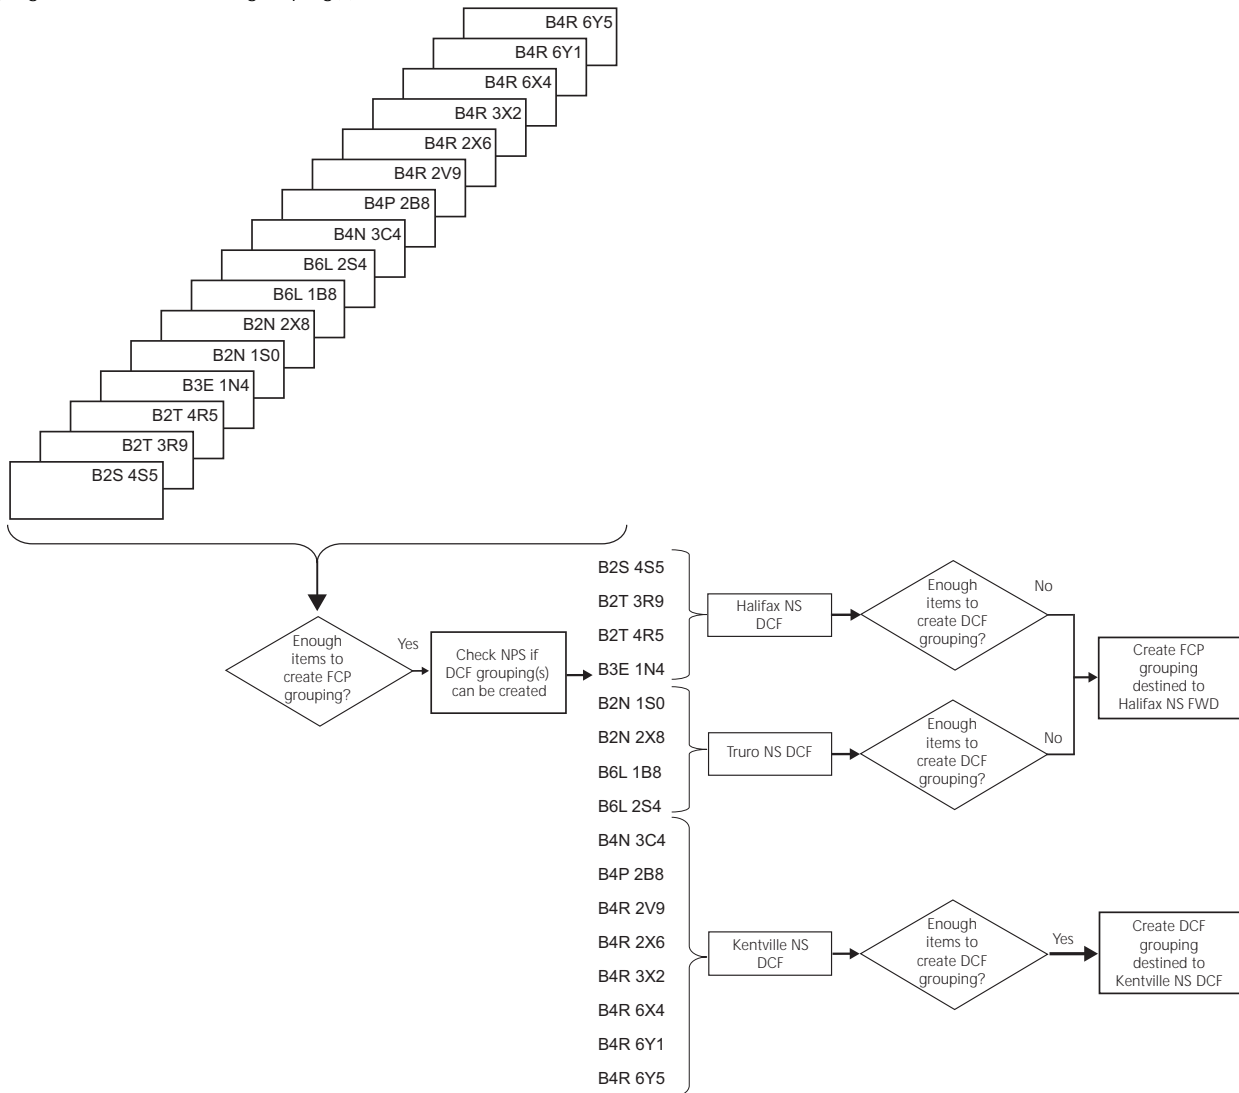 B4R 6Y5
B4R 6Y1
B4R 6X4
B4R 3X2
B4R 2X6
B4R 2V9
B4P 2B8
B4N 3C4
B6L 2S4
B6L 1B8
B2N 2X8
B2N 1S0
B3E 1N4
B2T 4R5
B2T 3R9
B2S 4S5
Enough
items to
create FCP
grouping?
Yes
Check NPS if
DCF grouping(s)
can be created
B2S 4S5
B2T 3R9
B2T 4R5
B3E 1N4
B2N 1S0
B2N 2X8
B6L 1B8
B6L 2S4
B4N 3C4
B4P 2B8
B4R 2V9
B4R 2X6
B4R 3X2
B4R 6X4
B4R 6Y1
B4R 6Y5
Halifax NS
DCF
Enough
items to
create DCF
grouping?
No
Truro NS DCF
Enough
items to
create DCF
grouping?
No
Create FCP
grouping
destined to
Halifax NS FWD
Kentville NS
DCF
Enough
items to
create DCF
grouping?
Yes
Create DCF
grouping
destined to
Kentville NS DCF